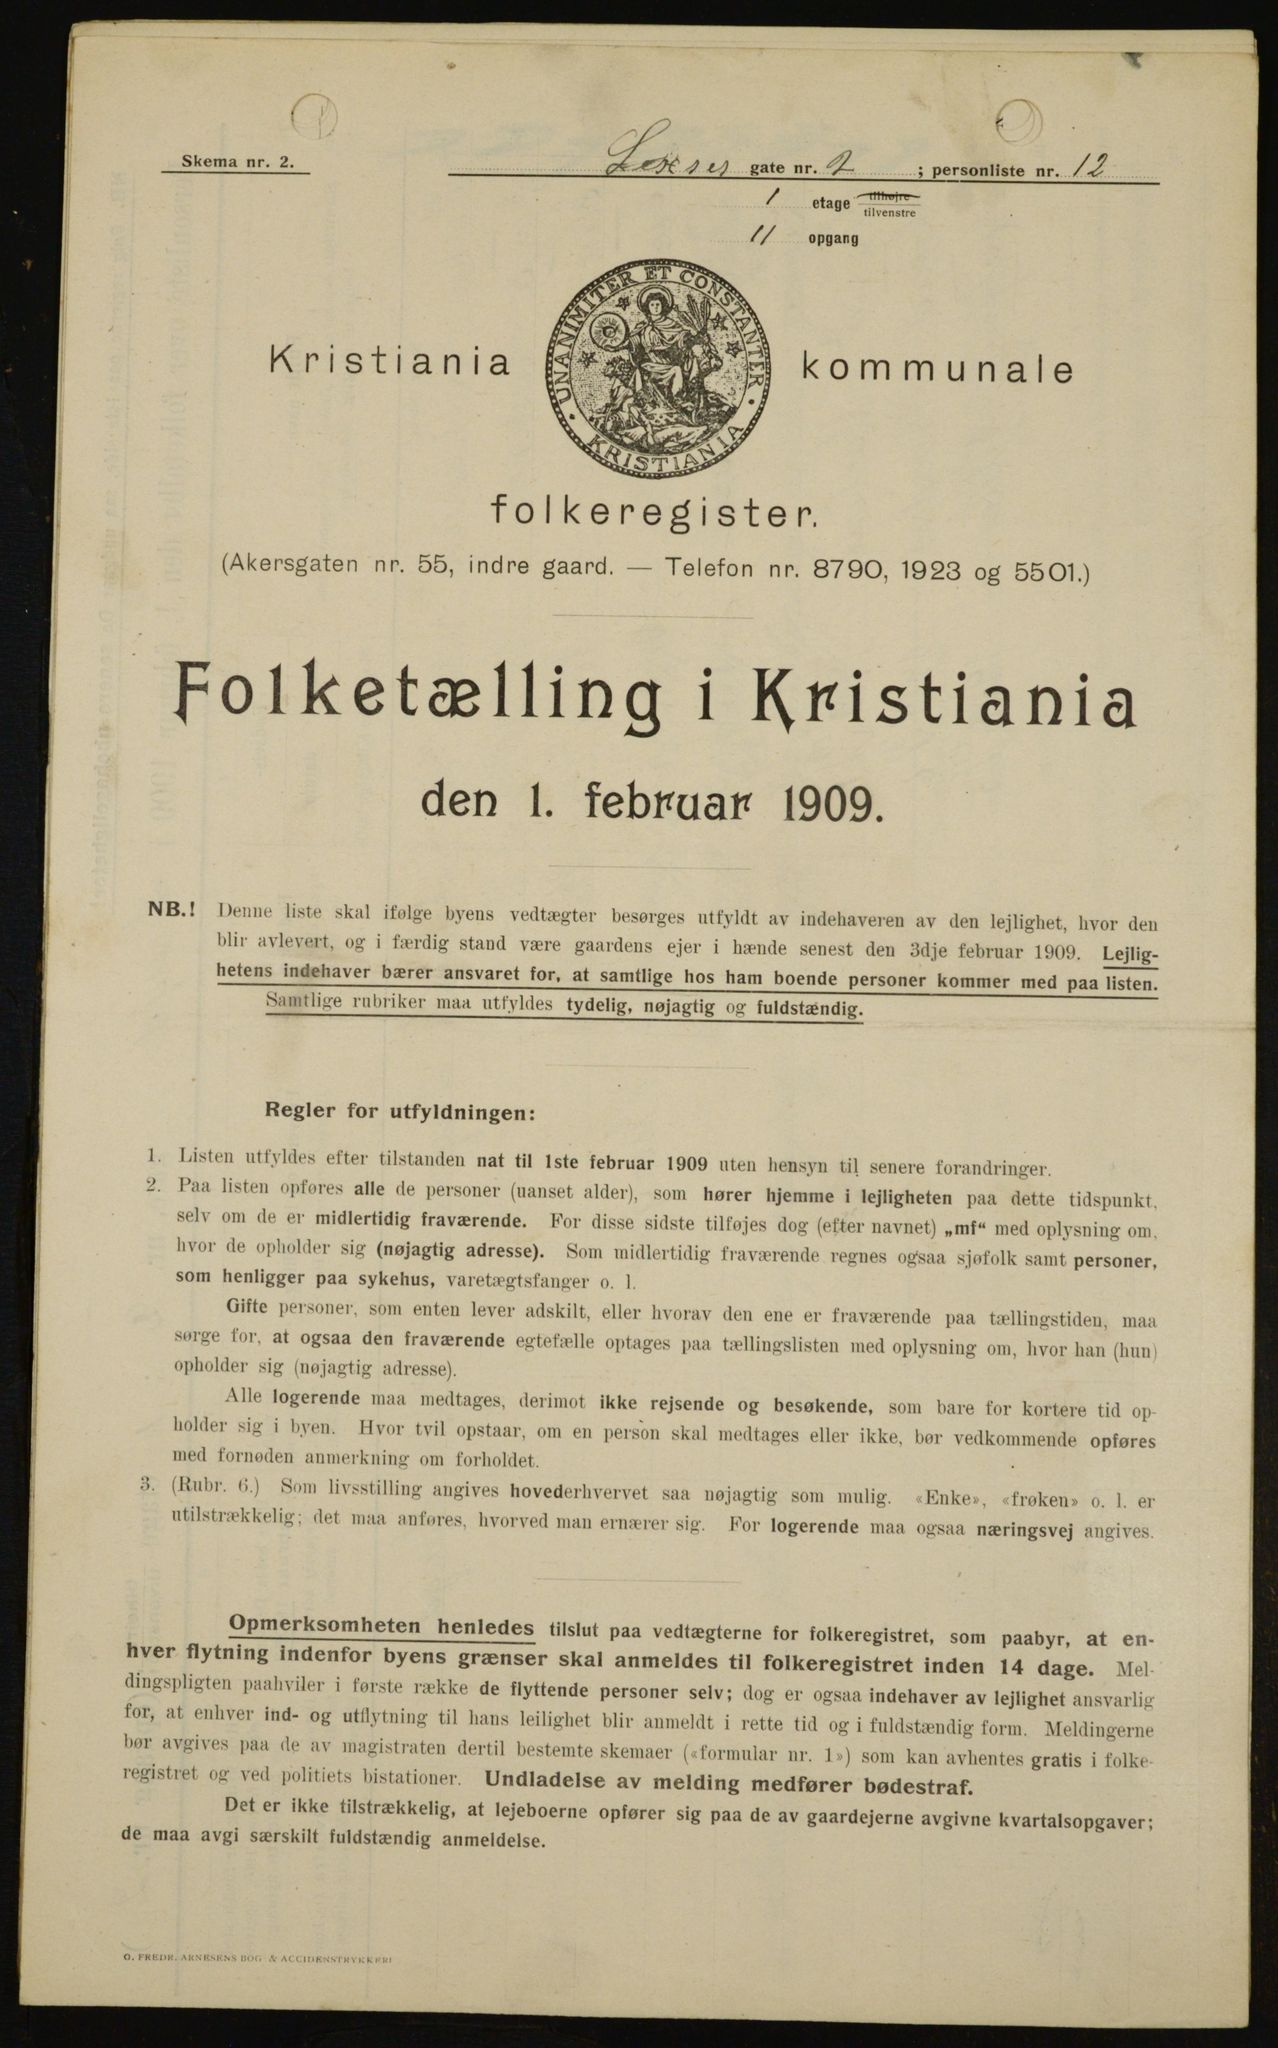 Skema nr. 2.
gate nr. 2 ; personliste nr. 12
1 etage tilhøjre
tilvenstre
11 opgang
UNANIMITER ET CONSTANTER
KRISTIANIA
Kristiania kommunale
folkeregister.
(Akersgaten nr. 55, indre gaard. — Telefon nr. 8790, 1923 og 5501.)
Folketælling i Kristiania
den 1. februar 1909.
NB.! Denne liste skal ifølge byens vedtægter besørges utfyldt av indehaveren av den lejlighet, hvor den
blir avlevert, og i færdig stand være gaardens ejer i hænde senest den 3dje februar 1909. Lejlig-
hetens indehaver bærer ansvaret for, at samtlige hos ham boende personer kommer med paa listen.
Samtlige rubriker maa utfyldes tydelig, nøjagtig og fuldstændig.
Regler for utfyldningen:
1. Listen utfyldes efter tilstanden nat til 1ste februar 1909 uten hensyn til senere forandringer.
2. Paa listen opføres alle de personer (uanset alder), som hører hjemme i lejligheten paa dette tidspunkt,
selv om de er midlertidig fraværende. For disse sidste tilføjes dog (efter navnet) „mf“ med oplysning om,
hvor de opholder sig (nøjagtig adresse). Som midlertidig fraværende regnes ogsaa sjøfolk samt personer,
som henligger paa sykehus, varetægtsfanger o. l.
Gifte personer, som enten lever adskilt, eller hvorav den ene er fraværende paa tællingstiden, maa
sørge for, at ogsaa den fraværende egtefælle optages paa tællingslisten med oplysning om, hvor han (hun)
opholder sig (nøjagtig adresse).
Alle logerende maa medtages, derimot ikke rejsende og besøkende, som bare for kortere tid op-
holder sig i byen. Hvor tvil opstaar, om en person skal medtages eller ikke, bør vedkommende opføres
med fornøden anmerkning om forholdet.
3. (Rubr. 6.) Som livsstilling angives hovederhvervet saa nøjagtig som mulig. «Enke», «frøken» o. l. er
utilstrækkelig; det maa anføres, hvorved man ernærer sig. For logerende maa ogsaa næringsvej angives.
Opmerksomheten henledes tilslut paa vedtægterne for folkeregistret, som paabyr, at en-
hver flytning indenfor byens grænser skal anmeldes til folkeregistret inden 14 dage. Mel-
dingspligten paahviler i første række de flyttende personer selv; dog er ogsaa indehaver av lejlighet ansvarlig
for, at enhver ind- og utflytning til hans leilighet blir anmeldt i rette tid og i fuldstændig form. Meldingerne
bør avgives paa de av magistraten dertil bestemte skemaer («formular nr. 1») som kan avhentes gratis i folke-
registret og ved politiets bistationer. Undladelse av melding medfører bødestraf.
Det er ikke tilstrækkelig, at lejeboerne opfører sig paa de av gaardejerne avgivne kvartalsopgaver;
de maa avgi særskilt fuldstændig anmeldelse.
O. FREDR. ARNESENS BOG & ACCIDENSTRYKKERI